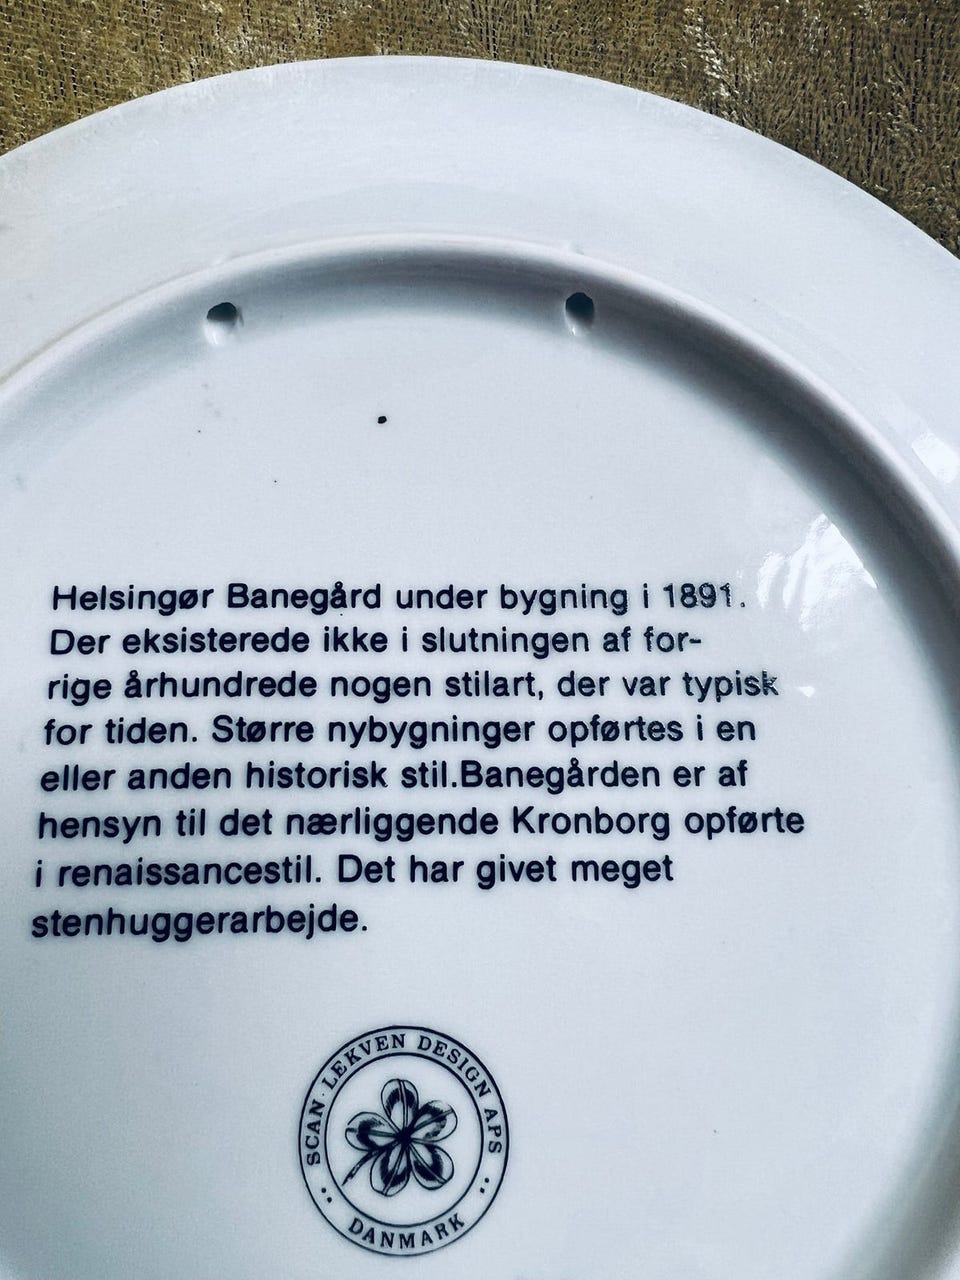 Helsingør Banegård under bygning i 1891.
Der eksisterede ikke i slutningen af for-
rige århundrede nogen stilart, der var typisk
for tiden. Større nybygninger opførtes i en
eller anden historisk stil.Banegården er af
hensyn til det nærliggende Kronborg opførte
i renaissancestil. Det har givet meget
stenhuggerarbejde.
SCAN·LEKVEN DESIGN APS
DANMARK